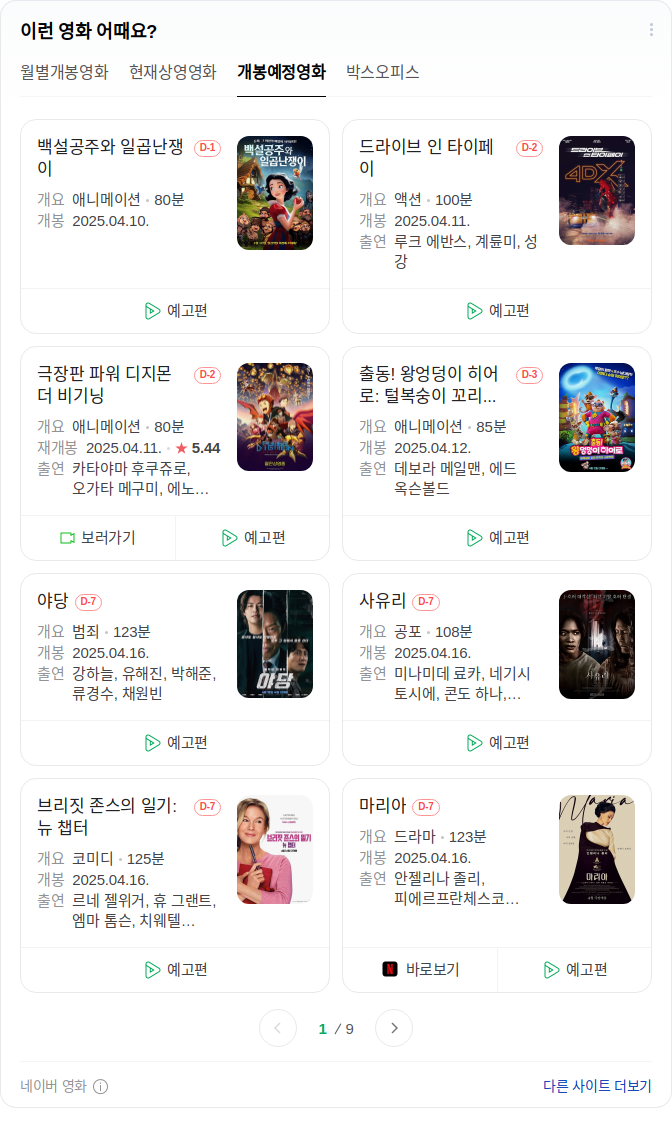 이런 영화 어때요?
월별개봉영화 현재상영영화 개봉예정영화 박스오피스
백설공주와 일곱난쟁
이
D-1
개요 애니메이션 80분
개봉 2025.04.10.
백설공주와
일곱난쟁이
예고편
드라이브 인 타이페
이
D-2
개요 액션 100분
개봉 2025.04.11.
출연 루크 에반스, 계륜미, 성
강
드라이브
인 타이페이
4DX
예고편
극장판 파워 디지몬
더 비기닝
D-2
개요 애니메이션 80분
재개봉 2025.04.11. ★ 5.44
출연 카타야마 후쿠쥬로,
오가타 메구미, 에노...
보러가기
예고편
출동! 왕엉덩이 히어
로: 털복숭이 꼬리...
D-3
개요 애니메이션 85분
개봉 2025.04.12.
출연 데보라 메일맨, 에드
옥슨볼드
출동!
왕엉덩이 히어로
예고편
야당 D-7
개요 범죄 123분
개봉 2025.04.16.
출연 강하늘, 유해진, 박해준,
류경수, 채원빈
야당
예고편
사유리 D-7
개요 공포 108분
개봉 2025.04.16.
출연 미나미데 료카, 네기시
토시에, 콘도 하나,...
사유리
예고편
브리짓 존스의 일기:
뉴 챕터
D-7
개요 코미디 125분
개봉 2025.04.16.
출연 르네 젤위거, 휴 그랜트,
엠마 톰슨, 치웨텔...
브리짓 존스의 일기
뉴 챕터
예고편
마리아 D-7
개요 드라마 123분
개봉 2025.04.16.
출연 안젤리나 졸리,
피에르프란체스코...
Maria
마리아
N 바로보기
예고편
1 / 9
네이버 영화
다른 사이트 더보기